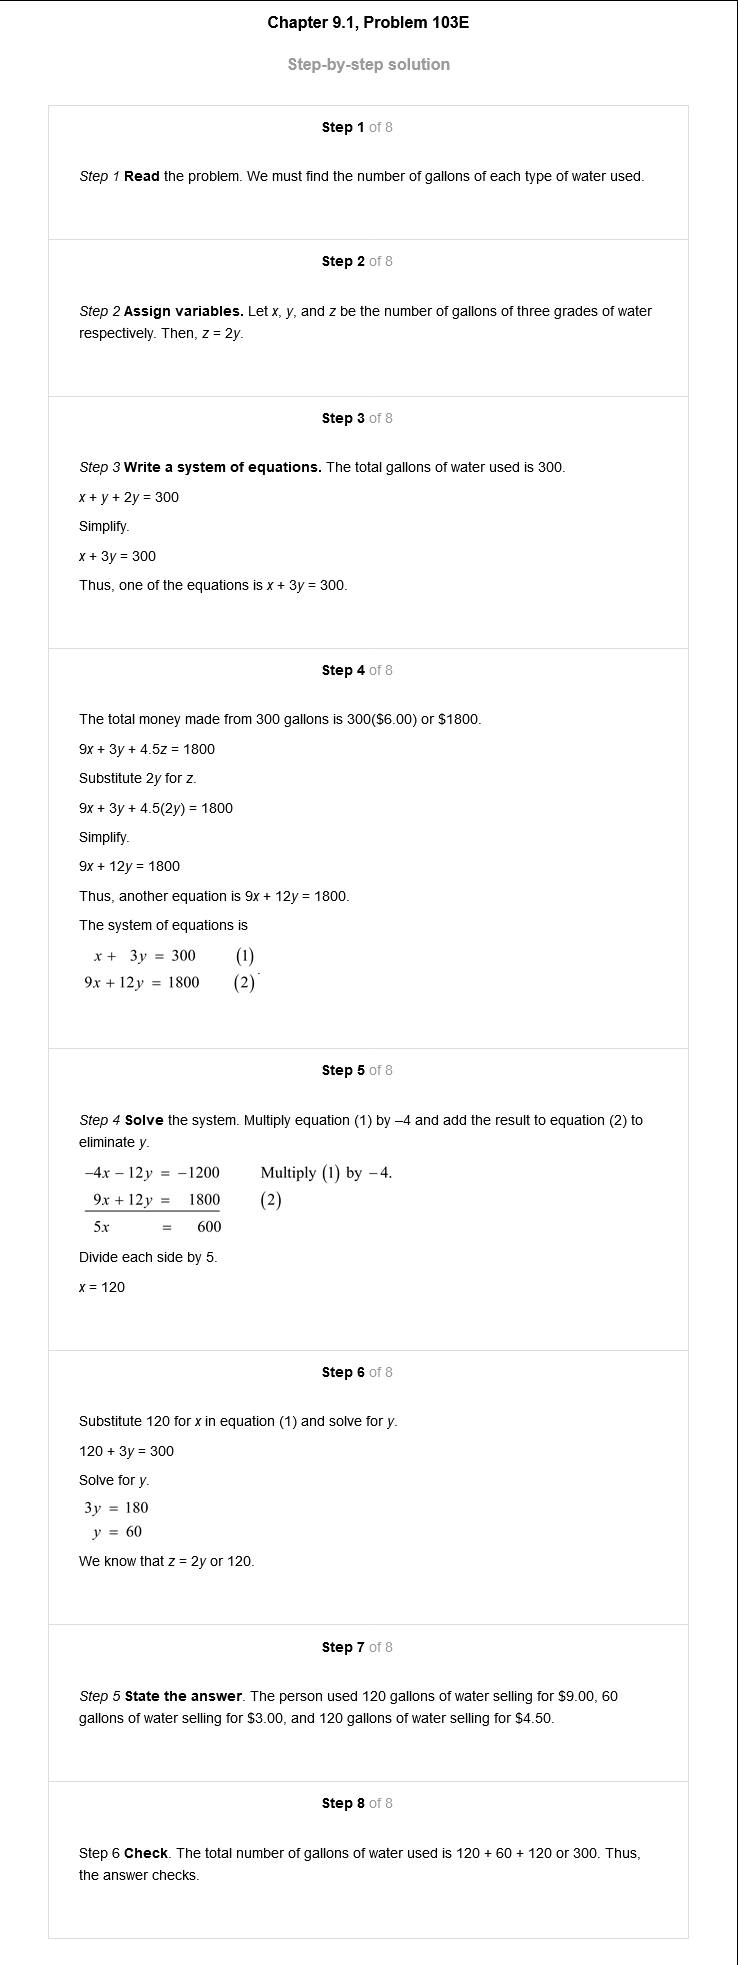 Chapter 9.1, Problem 103E
Step-by-step solution
Step 1 of 8
Step 1 Read the problem. We must find the number of gallons of each type of water used.
Step 2 of 8
Step 2 Assign variables. Let x, y, and z be the number of gallons of three grades of water
respectively. Then, z = 2y.
Step 3 of 8
Step 3 Write a system of equations. The total gallons of water used is 300.
x + y + 2y = 300
Simplify.
x + 3y = 300
Thus, one of the equations is x + 3y = 300.
Step 4 of 8
The total money made from 300 gallons is 300($6.00) or $1800.
9x + 3y + 4.5z = 1800
Substitute 2y for z.
9x + 3y + 4.5(2y) = 1800
Simplify.
9x + 12y = 1800
Thus, another equation is 9x + 12y = 1800.
The system of equations is
x + 3y = 300 (1)
9x + 12y = 1800 (2).
Step 5 of 8
Step 4 Solve the system. Multiply equation (1) by –4 and add the result to equation (2) to
eliminate y.
−4x − 12y = −1200 Multiply (1) by −4.
9x + 12y = 1800 (2)
5x = 600
Divide each side by 5.
x = 120
Step 6 of 8
Substitute 120 for x in equation (1) and solve for y.
120 + 3y = 300
Solve for y.
3y = 180
y = 60
We know that z = 2y or 120.
Step 7 of 8
Step 5 State the answer. The person used 120 gallons of water selling for $9.00, 60
gallons of water selling for $3.00, and 120 gallons of water selling for $4.50.
Step 8 of 8
Step 6 Check. The total number of gallons of water used is 120 + 60 + 120 or 300. Thus,
the answer checks.